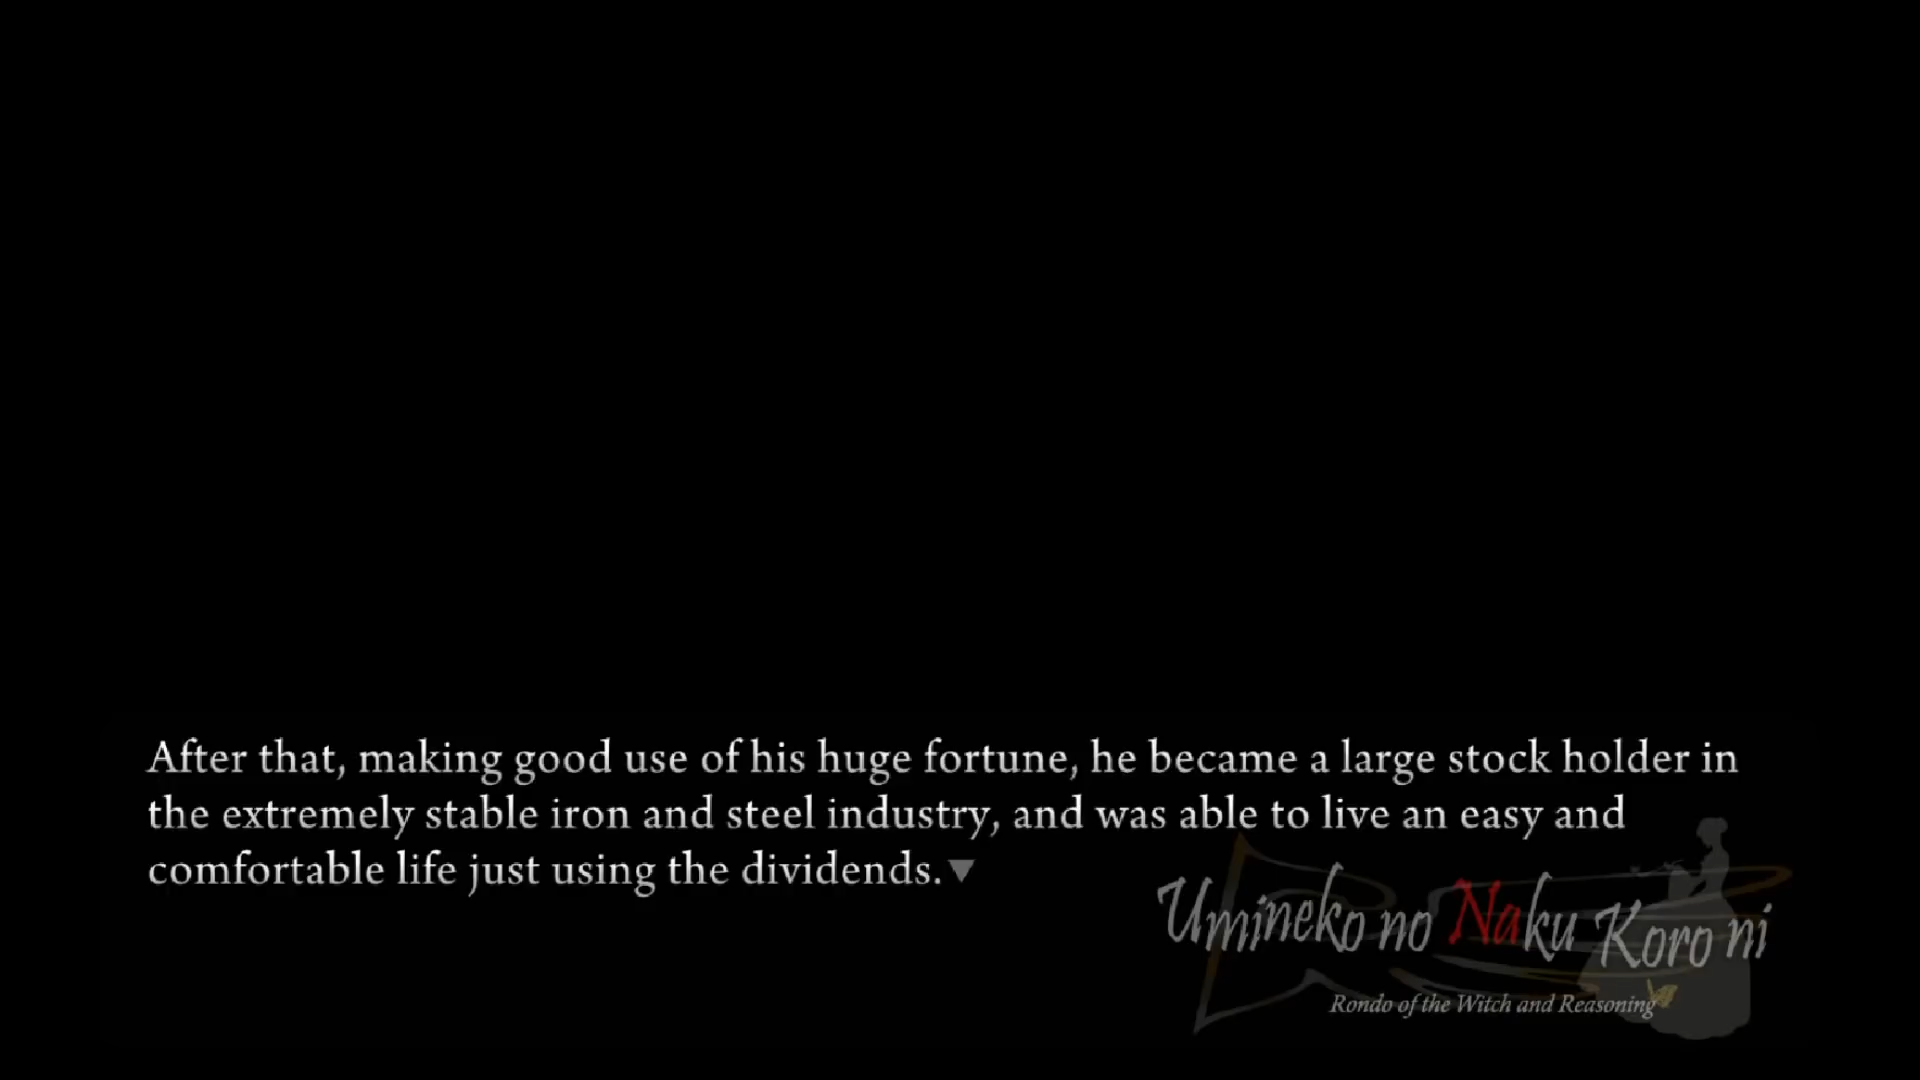 After that, making good use of his huge fortune, he became a large stock holder in
the extremely stable iron and steel industry, and was able to live an easy and
comfortable life just using the dividends.
Umineko no Naku Koro ni
Rondo of the Witch and Reasoning